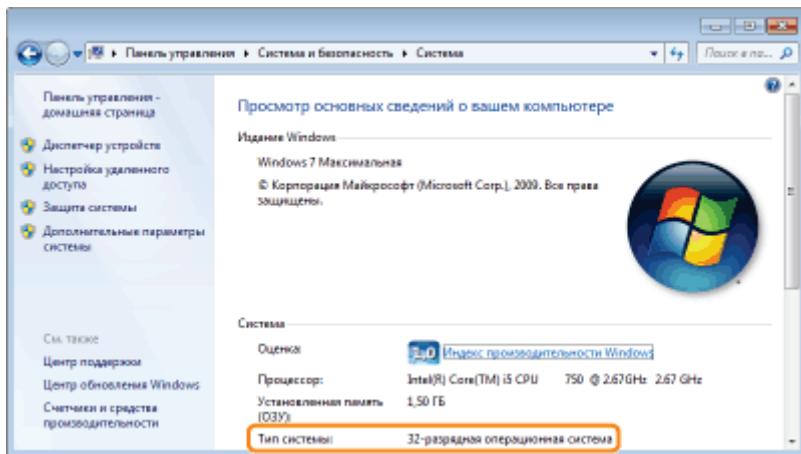 Панель управления ▸ Система и безопасность ▸ Система
Поиск в па...
Панель управления -
домашняя страница
Диспетчер устройств
Настройка удаленного
доступа
Защита системы
Дополнительные параметры
системы
См. также
Центр поддержки
Центр обновления Windows
Счетчики и средства
производительности
Просмотр основных сведений о вашем компьютере
Издание Windows
Windows 7 Максимальная
© Корпорация Майкрософт (Microsoft Corp.), 2009. Все права
защищены.
Система
Оценка:
1,0 Индекс производительности Windows
Процессор: Intel(R) Core(TM) i5 CPU 750 @ 2.67GHz 2.67 GHz
Установленная память 1,50 ГБ
(ОЗУ):
Тип системы: 32-разрядная операционная система